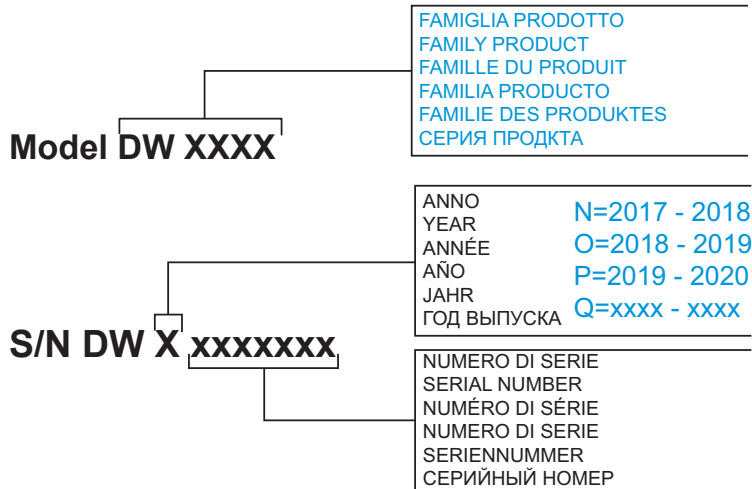 FAMIGLIA PRODOTTO
FAMILY PRODUCT
FAMILLE DU PRODUIT
FAMILIA PRODUCTO
FAMILIE DES PRODUKTES
СЕРИЯ ПРОДКТА
Model DW XXXX
ANNO
YEAR
ANNÉE
AÑO
JAHR
ГОД ВЫПУСКА
N=2017 - 2018
O=2018 - 2019
P=2019 - 2020
Q=xxxx - xxxx
S/N DW X xxxxxxx
NUMERO DI SERIE
SERIAL NUMBER
NUMÉRO DI SÉRIE
NUMERO DI SERIE
SERIENNUMMER
СЕРИЙНЫЙ НОМЕР